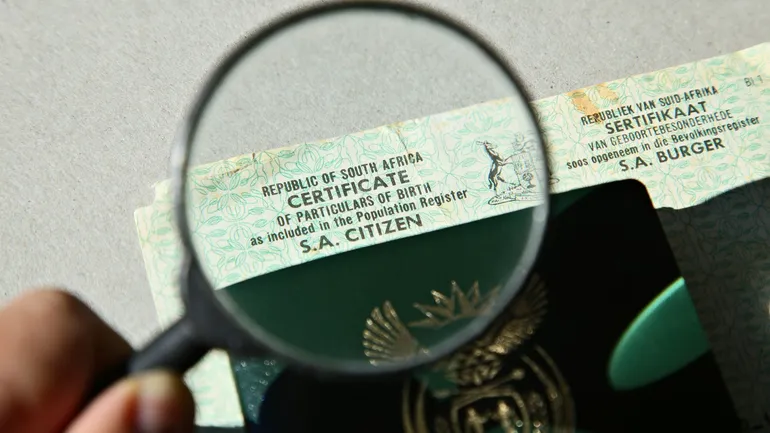 REPUBLIC OF SOUTH AFRICA
CERTIFICATE
OF PARTICULARS OF BIRTH
as included in the Population Register
S.A. CITIZEN
REPUBLIEK VAN SUID-AFRIKA
SERTIFIKAAT
VAN GEBOORTEBESONDERHEDE
soos opgeneem in die Bevolkingsregister
S.A. BURGER